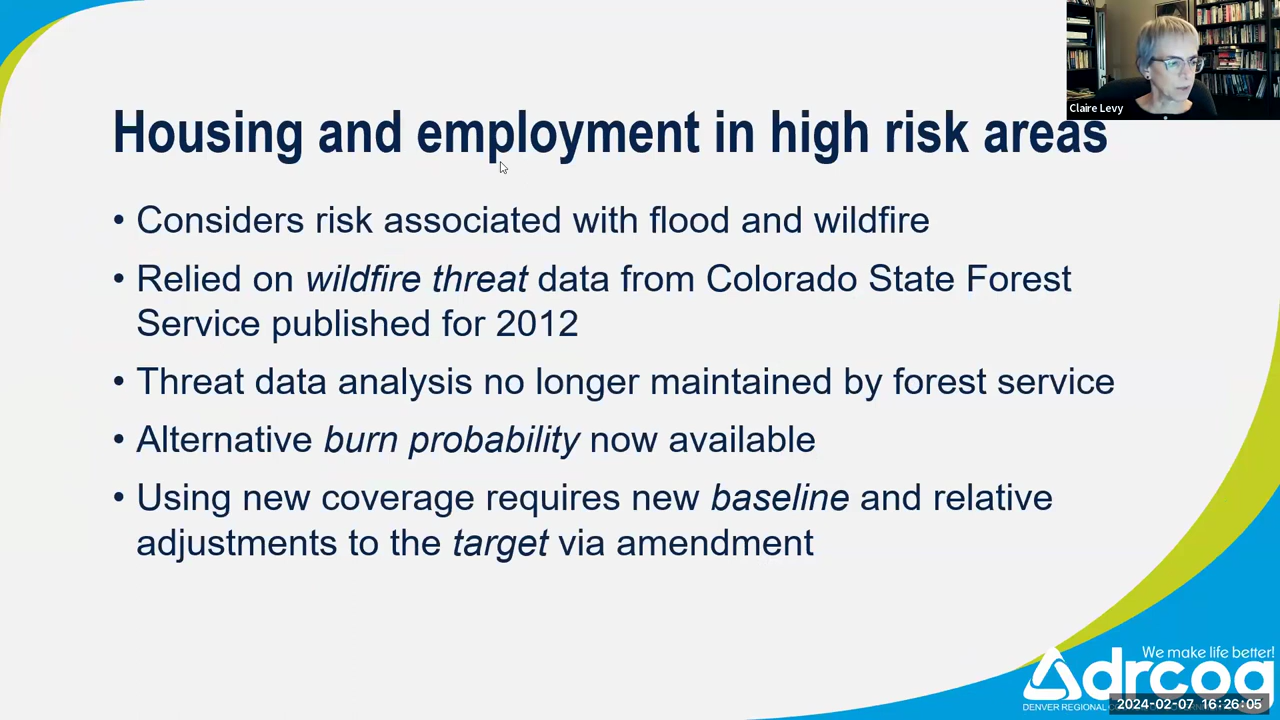 Claire Levy
Housing and employment in high risk areas
• Considers risk associated with flood and wildfire
• Relied on wildfire threat data from Colorado State Forest
Service published for 2012
• Threat data analysis no longer maintained by forest service
• Alternative burn probability now available
• Using new coverage requires new baseline and relative
adjustments to the target via amendment
We make life better!
drcog
DENVER REGIONAL
2024-02-07 16:26:05